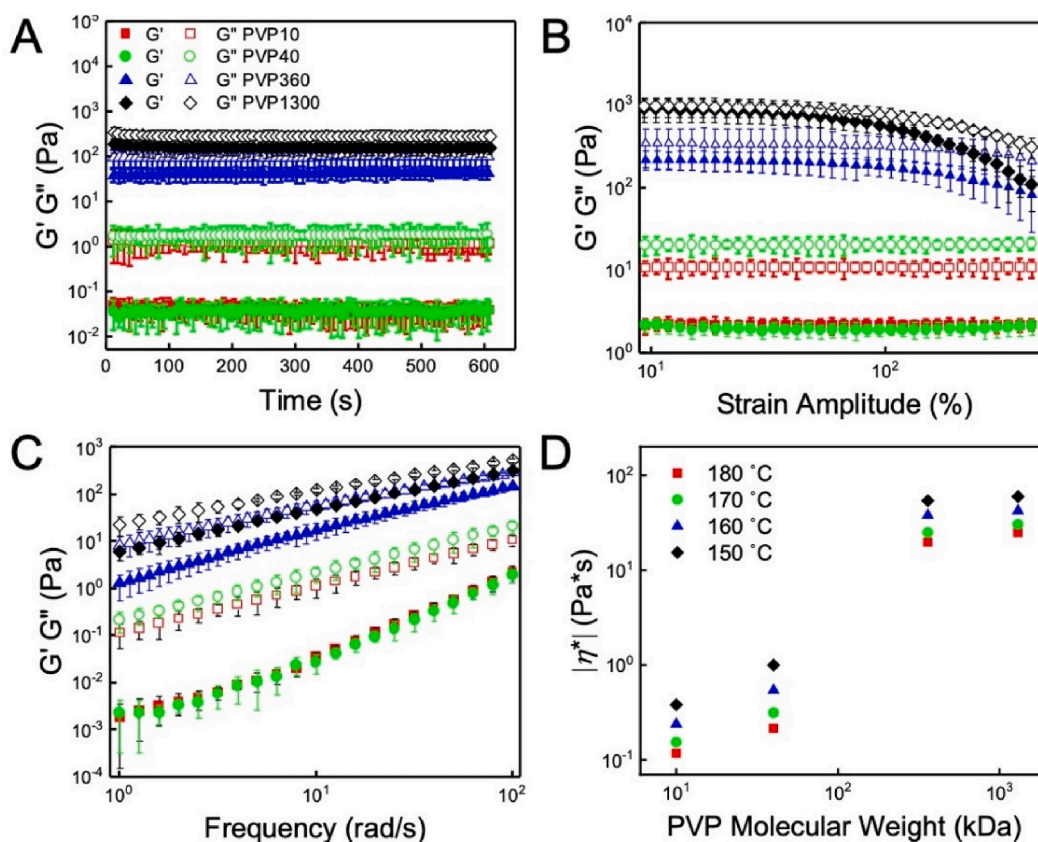 A
G' G" PVP10
G' G" PVP40
G' G" PVP360
G' G" PVP1300
10⁵
10⁴
10³
10²
10¹
10⁰
10⁻¹
10⁻²
G' G" (Pa)
0 100 200 300 400 500 600
Time (s)
B
10⁴
10³
10²
10¹
10⁰
G' G" (Pa)
10¹ 10²
Strain Amplitude (%)
C
10³
10²
10¹
10⁰
10⁻¹
10⁻²
10⁻³
10⁻⁴
G' G" (Pa)
10⁰ 10¹ 10²
Frequency (rad/s)
D
180 ˚C
170 ˚C
160 ˚C
150 ˚C
10²
10¹
10⁰
10⁻¹
|η*| (Pa*s)
10¹ 10² 10³
PVP Molecular Weight (kDa)